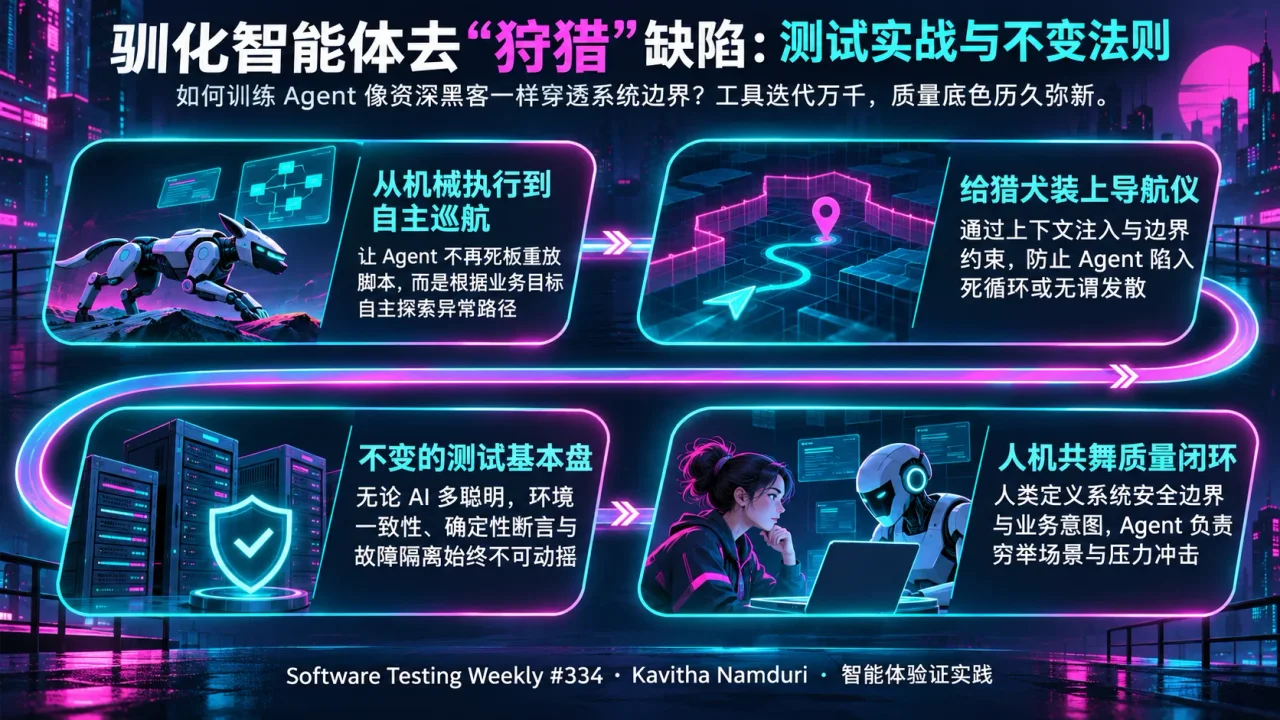 驯化智能体去“狩猎”缺陷：测试实战与不变法则
如何训练 Agent 像资深黑客一样穿透系统边界？工具迭代万千，质量底色历久弥新。
从机械执行到
自主巡航
让 Agent 不再死板重放
脚本，而是根据业务目标
自主探索异常路径
给猎犬装上导航仪
通过上下文注入与边界
约束，防止 Agent 陷入
死循环或无谓发散
不变的测试基本盘
无论 AI 多聪明，环境
一致性、确定性断言与
故障隔离始终不可动摇
人机共舞质量闭环
人类定义系统安全边界
与业务意图，Agent 负责
穷举场景与压力冲击
Software Testing Weekly #334 · Kavitha Namduri · 智能体验证实践